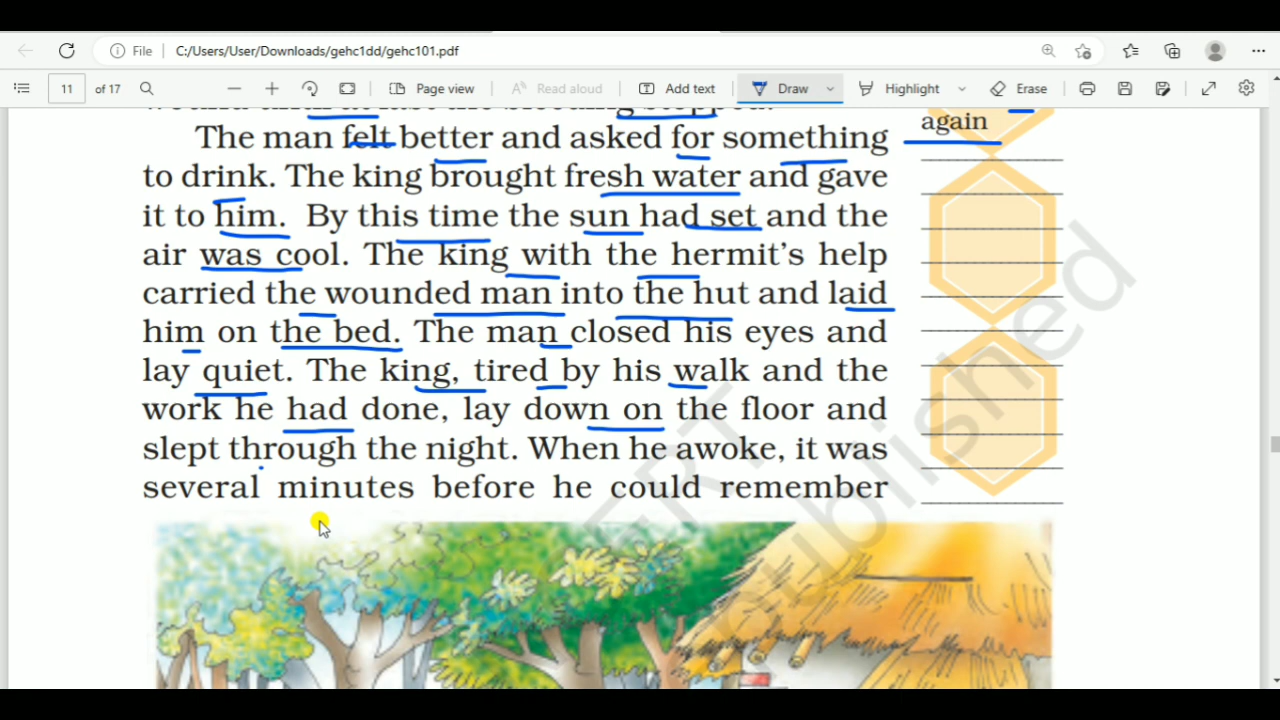 File C:/Users/User/Downloads/gehc1dd/gehc101.pdf
11 of 17 Page view Read aloud Add text Draw Highlight Erase
again
The man felt better and asked for something
to drink. The king brought fresh water and gave
it to him. By this time the sun had set and the
air was cool. The king with the hermit's help
carried the wounded man into the hut and laid
him on the bed. The man closed his eyes and
lay quiet. The king, tired by his walk and the
work he had done, lay down on the floor and
slept through the night. When he awoke, it was
several minutes before he could remember